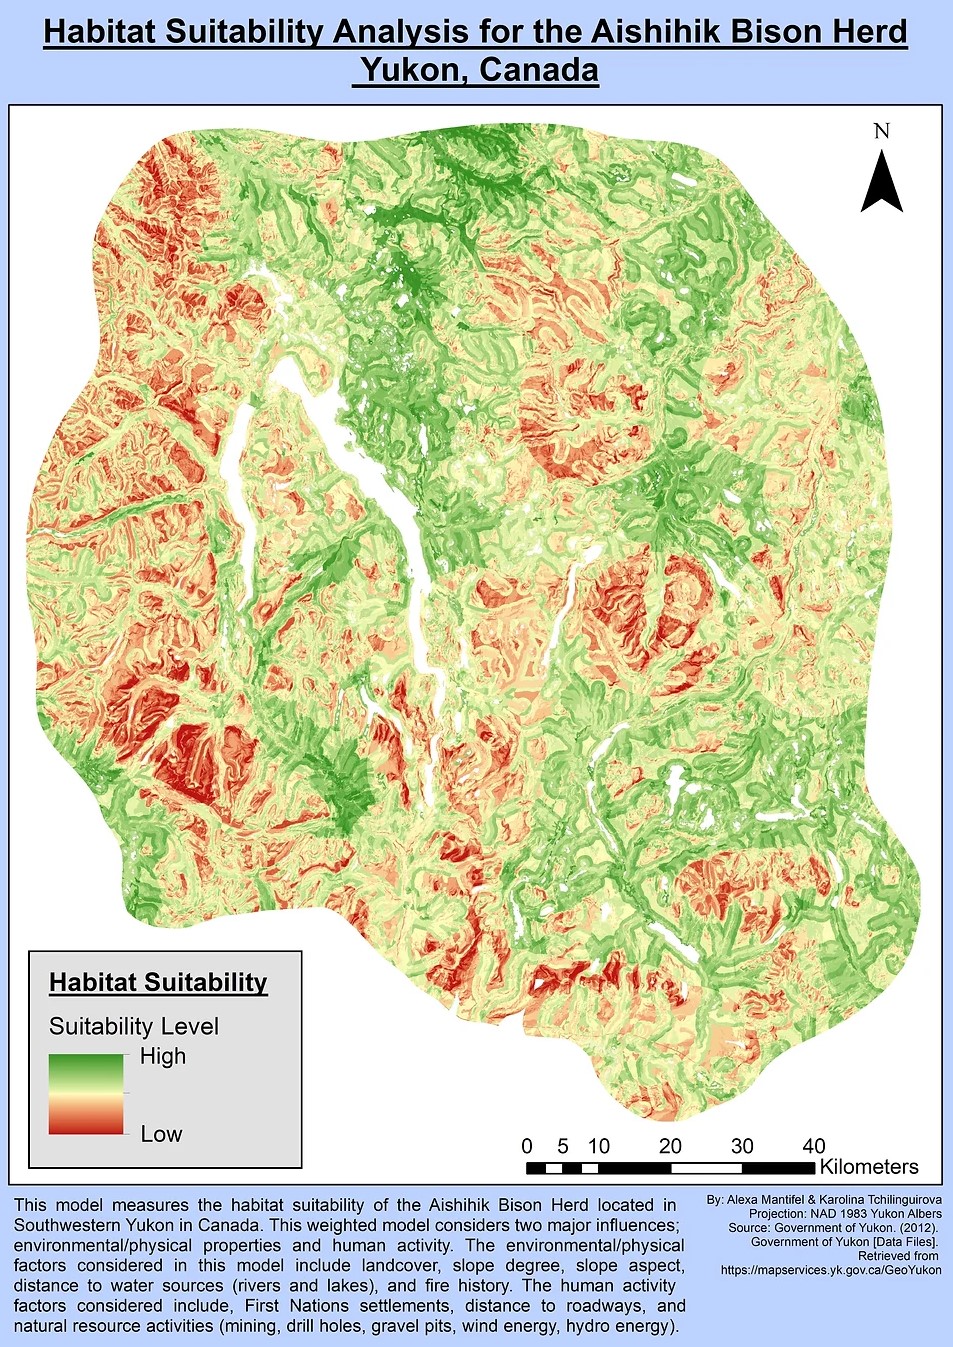 Habitat Suitability Analysis for the Aishihik Bison Herd
Yukon, Canada
N
Habitat Suitability
Suitability Level
High
Low
0 5 10 20 30 40
Kilometers
This model measures the habitat suitability of the Aishihik Bison Herd located in
Southwestern Yukon in Canada. This weighted model considers two major influences;
environmental/physical properties and human activity. The environmental/physical
factors considered in this model include landcover, slope degree, slope aspect,
distance to water sources (rivers and lakes), and fire history. The human activity
factors considered include, First Nations settlements, distance to roadways, and
natural resource activities (mining, drill holes, gravel pits, wind energy, hydro energy).
By: Alexa Mantifel & Karolina Tchilinguirova
Projection: NAD 1983 Yukon Albers
Source: Government of Yukon. (2012).
Government of Yukon [Data Files].
Retrieved from
https://mapservices.yk.gov.ca/GeoYukon